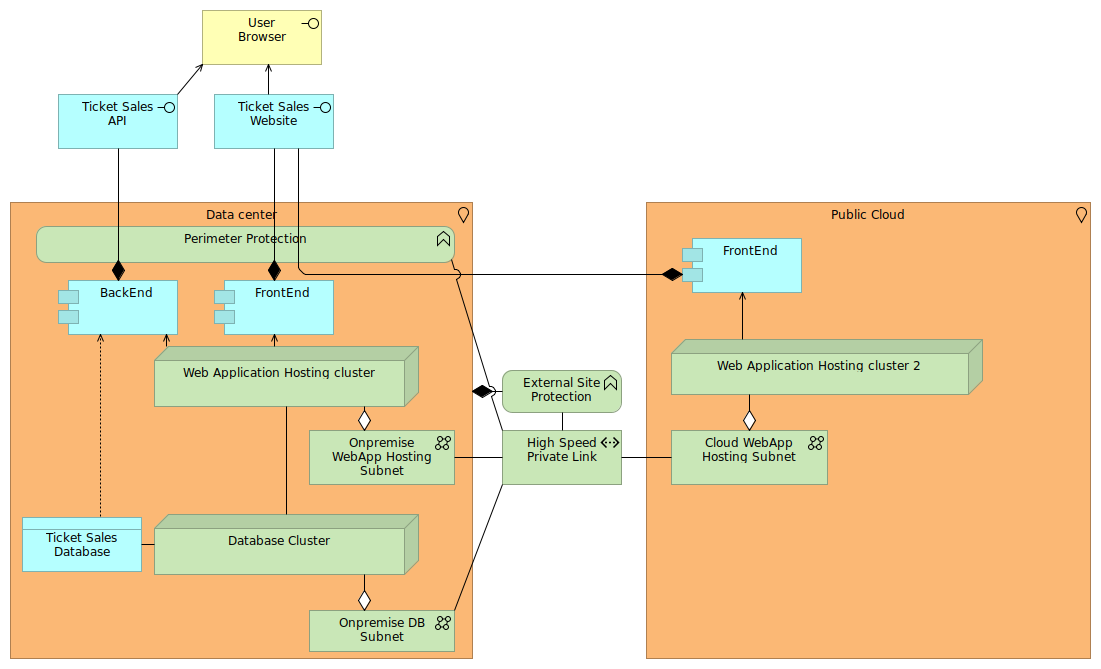 User
Browser
Ticket Sales
API
Ticket Sales
Website
Data center
Perimeter Protection
BackEnd
FrontEnd
Web Application Hosting cluster
Onpremise
WebApp Hosting
Subnet
Ticket Sales
Database
Database Cluster
Onpremise DB
Subnet
External Site
Protection
High Speed
Private Link
Public Cloud
FrontEnd
Web Application Hosting cluster 2
Cloud WebApp
Hosting Subnet